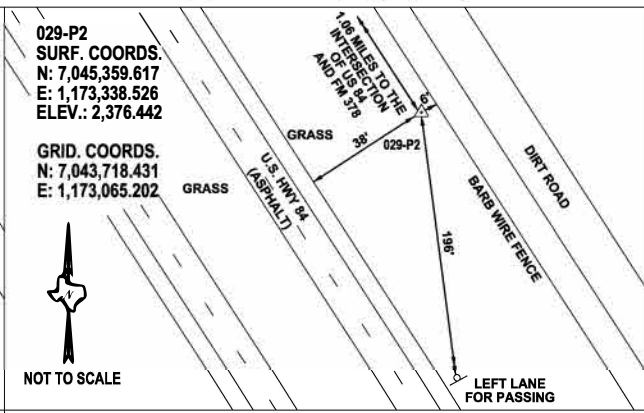 029-P2
SURF. COORDS.
N: 7,045,359.617
E: 1,173,338.526
ELEV.: 2,376.442
GRID. COORDS.
N: 7,043,718.431
E: 1,173,065.202
N
NOT TO SCALE
1.06 MILES TO THE
INTERSECTION
OF US 84
AND FM 378
6'
GRASS
38'
029-P2
GRASS
U.S. HWY 84
(ASPHALT)
DIRT ROAD
BARB WIRE FENCE
196'
LEFT LANE
FOR PASSING